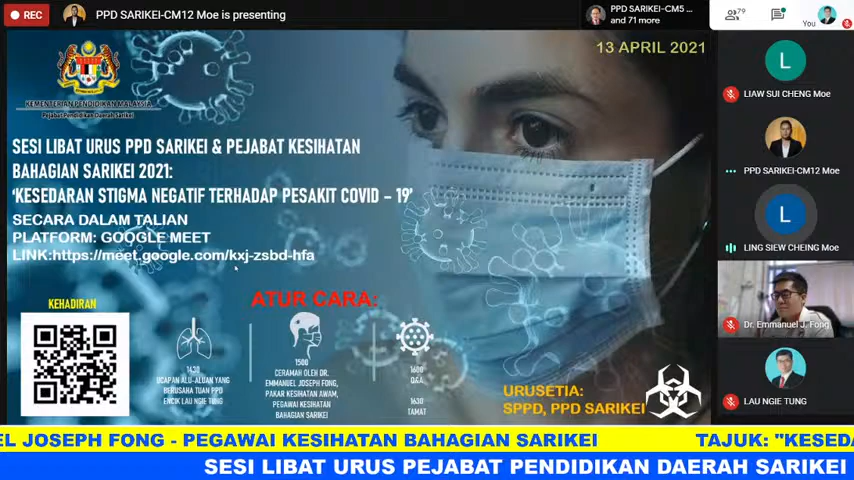 REC
PPD SARIKEI-CM12 Moe is presenting
PPD SARIKEI-CM5 ...
and 71 more
79
You
13 APRIL 2021
KEMENTERIAN PENDIDIKAN MALAYSIA
Pejabat Pendidikan Daerah Sarikei
SESI LIBAT URUS PPD SARIKEI & PEJABAT KESIHATAN
BAHAGIAN SARIKEI 2021:
'KESEDARAN STIGMA NEGATIF TERHADAP PESAKIT COVID – 19'
SECARA DALAM TALIAN
PLATFORM: GOOGLE MEET
LINK:https://meet.google.com/kxj-zsbd-hfa
KEHADIRAN
ATUR CARA:
1430
UCAPAN ALU-ALUAN YANG
BERUSAHA TUAN PPD
ENCIK LAU NGIE TUNG
1500
CERAMAH OLEH DR.
EMMANUEL JOSEPH FONG,
PAKAR KESIHATAN AWAM,
PEGAWAI KESIHATAN
BAHAGIAN SARIKEI
1600
Q&A
1630
TAMAT
URUSETIA:
SPPD, PPD SARIKEI
L
LIAW SUI CHENG Moe
PPD SARIKEI-CM12 Moe
L
LING SIEW CHEING Moe
Dr. Emmanuel J. Fong
LAU NGIE TUNG
EL JOSEPH FONG - PEGAWAI KESIHATAN BAHAGIAN SARIKEI
TAJUK: "KESEDA
SESI LIBAT URUS PEJABAT PENDIDIKAN DAERAH SARIKEI